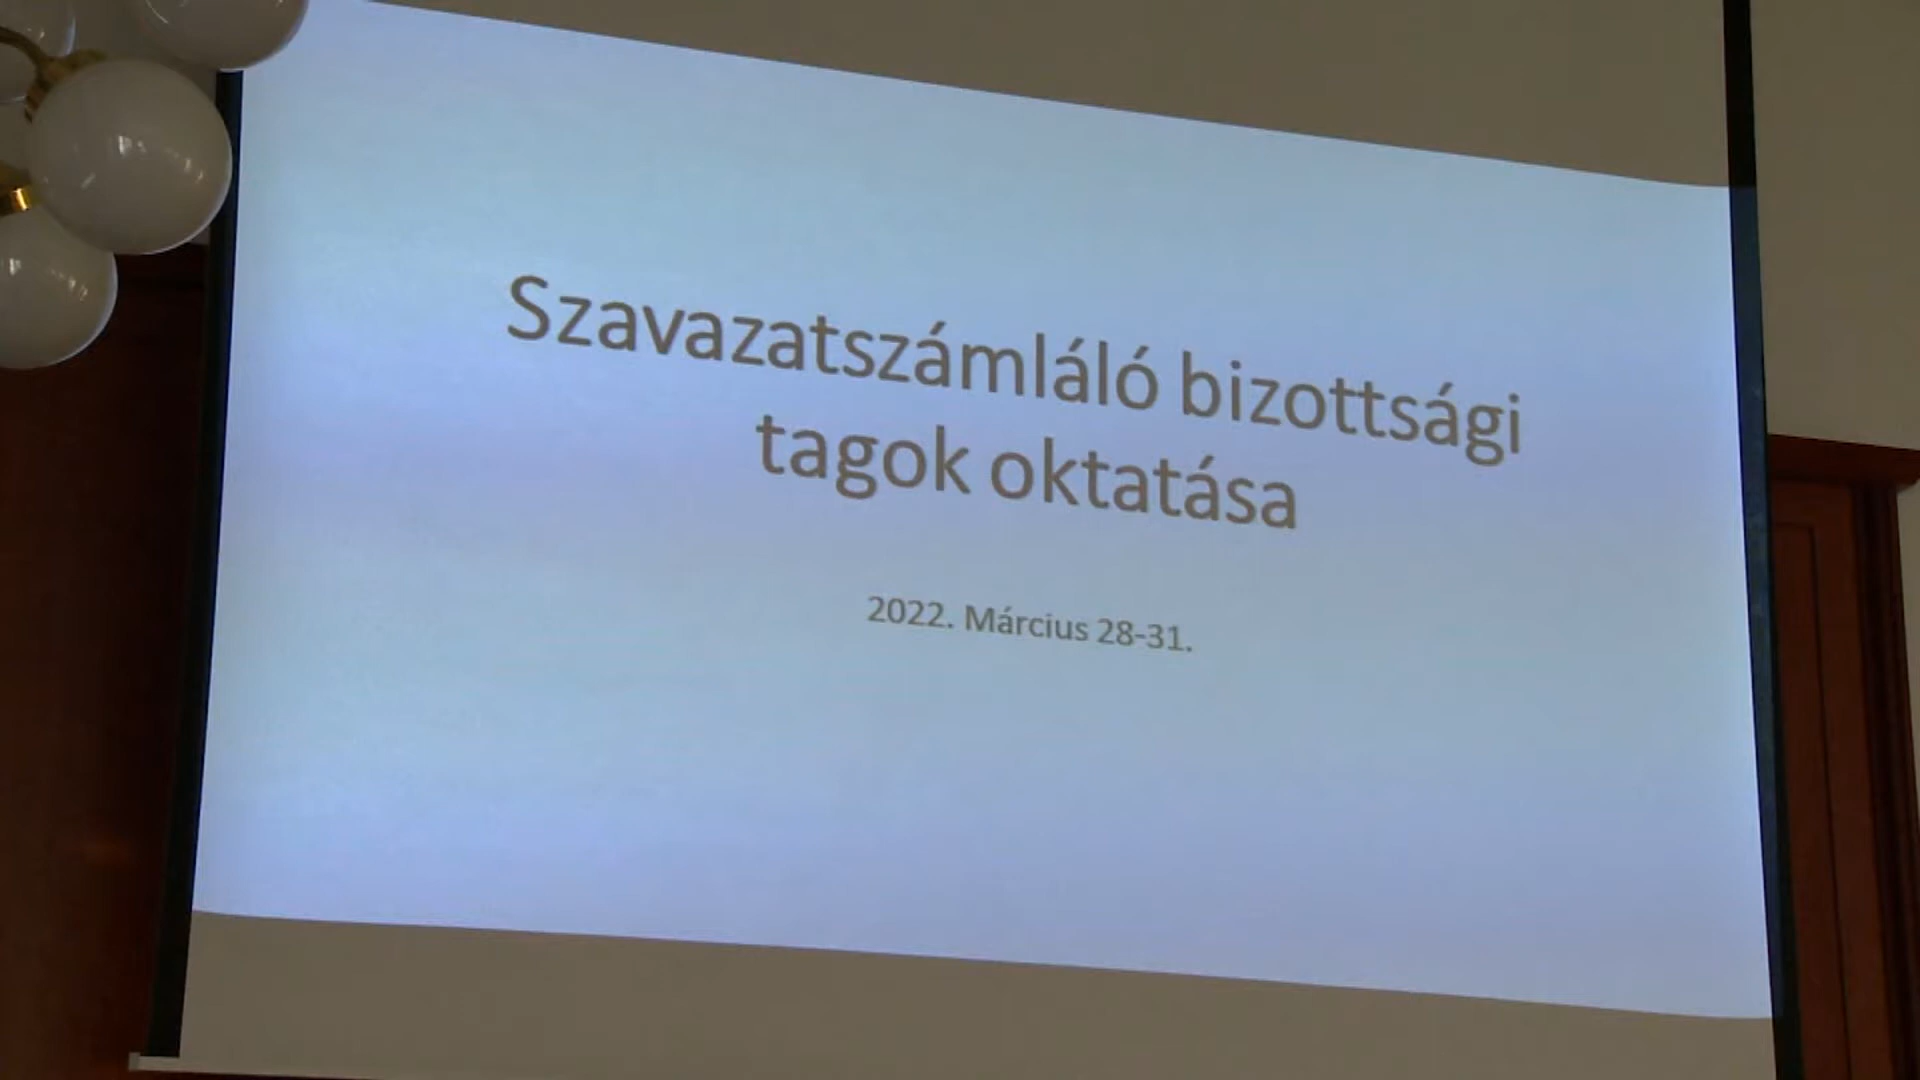 Szavazatszámláló bizottsági
tagok oktatása
2022. Március 28-31.